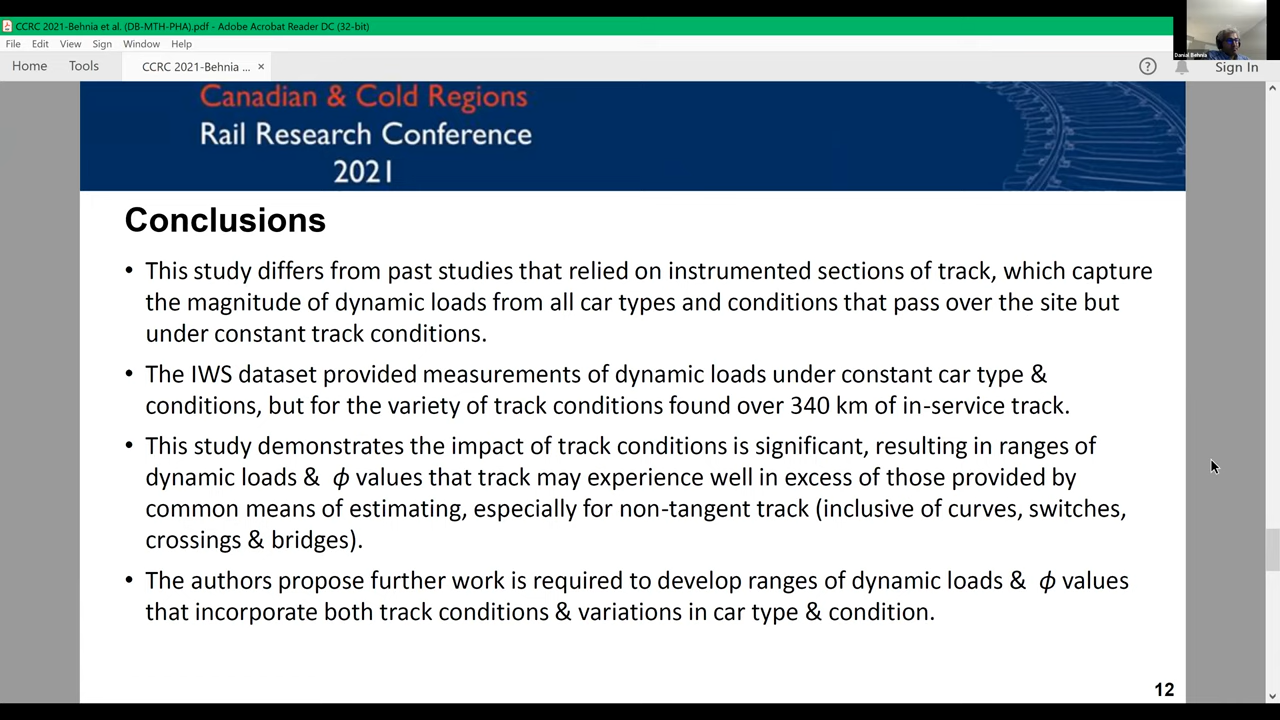 CCRC 2021-Behnia et al. (DB-MTH-PHA).pdf - Adobe Acrobat Reader DC (32-bit)
File Edit View Sign Window Help
Danial Behnia
Home Tools CCRC 2021-Behnia ... × ? Sign In
Canadian & Cold Regions
Rail Research Conference
2021
Conclusions
• This study differs from past studies that relied on instrumented sections of track, which capture
the magnitude of dynamic loads from all car types and conditions that pass over the site but
under constant track conditions.
• The IWS dataset provided measurements of dynamic loads under constant car type &
conditions, but for the variety of track conditions found over 340 km of in-service track.
• This study demonstrates the impact of track conditions is significant, resulting in ranges of
dynamic loads & ϕ values that track may experience well in excess of those provided by
common means of estimating, especially for non-tangent track (inclusive of curves, switches,
crossings & bridges).
• The authors propose further work is required to develop ranges of dynamic loads & ϕ values
that incorporate both track conditions & variations in car type & condition.
12